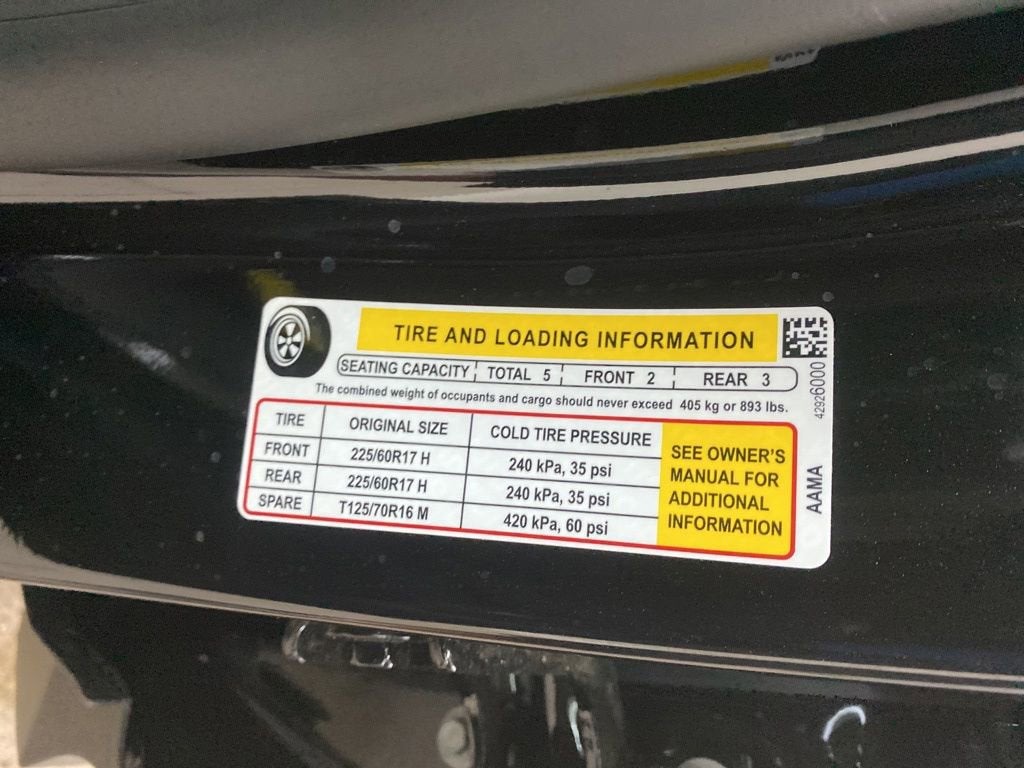 TIRE AND LOADING INFORMATION
SEATING CAPACITY TOTAL 5 FRONT 2 REAR 3
The combined weight of occupants and cargo should never exceed 405 kg or 893 lbs.
TIRE ORIGINAL SIZE COLD TIRE PRESSURE
FRONT 225/60R17 H 240 kPa, 35 psi
REAR 225/60R17 H 240 kPa, 35 psi
SPARE T125/70R16 M 420 kPa, 60 psi
SEE OWNER'S
MANUAL FOR
ADDITIONAL
INFORMATION
42926000
AAMA